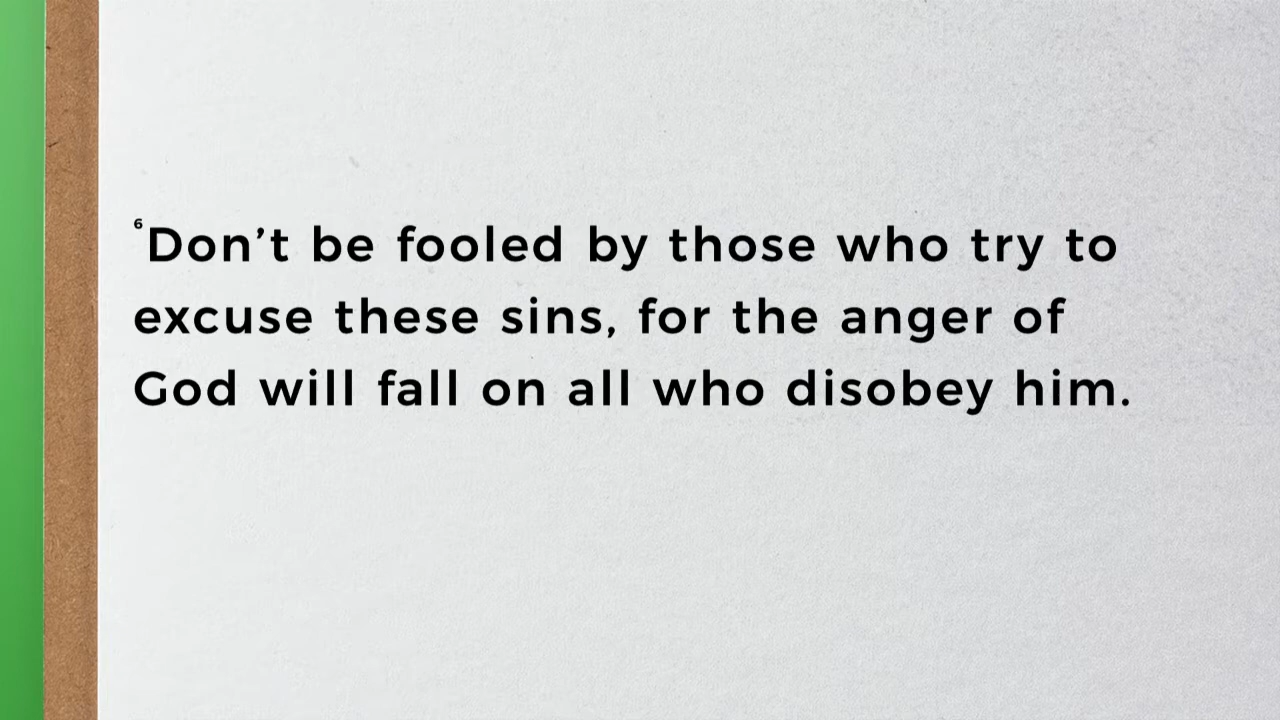 ⁶Don’t be fooled by those who try to
excuse these sins, for the anger of
God will fall on all who disobey him.